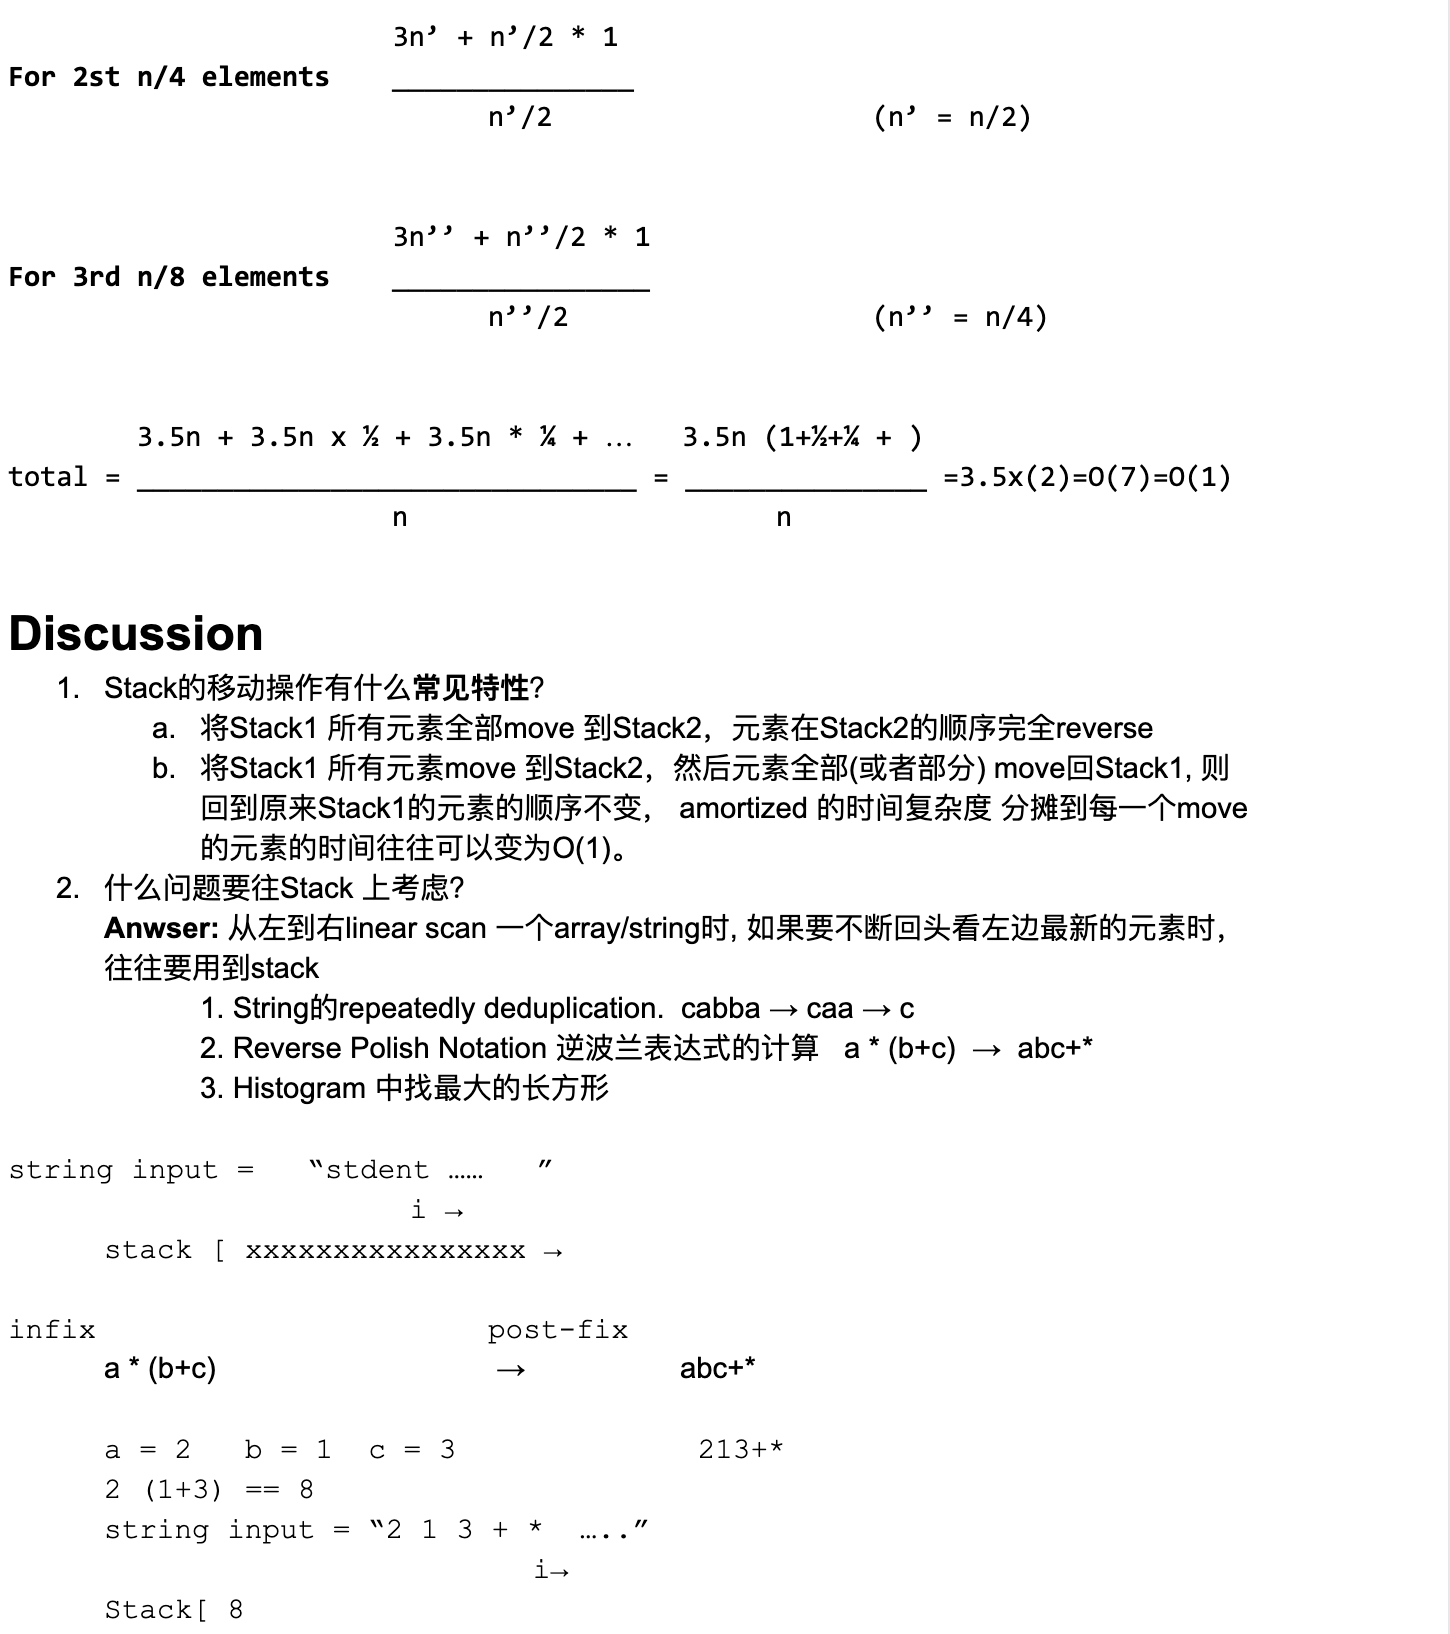 3n’ + n’/2 * 1
For 2st n/4 elements _______________
n’/2 (n’ = n/2)
3n’’ + n’’/2 * 1
For 3rd n/8 elements ________________
n’’/2 (n’’ = n/4)
3.5n + 3.5n x ½ + 3.5n * ¼ + … 3.5n (1+½+¼ + )
total = _______________________________ = _______________ =3.5x(2)=O(7)=O(1)
n n
Discussion
1. Stack的移动操作有什么常见特性?
a. 将Stack1 所有元素全部move 到Stack2，元素在Stack2的顺序完全reverse
b. 将Stack1 所有元素move 到Stack2，然后元素全部(或者部分) move回Stack1, 则
回到原来Stack1的元素的顺序不变， amortized 的时间复杂度 分摊到每一个move
的元素的时间往往可以变为O(1)。
2. 什么问题要往Stack 上考虑?
Anwser: 从左到右linear scan 一个array/string时, 如果要不断回头看左边最新的元素时，
往往要用到stack
1. String的repeatedly deduplication. cabba → caa → c
2. Reverse Polish Notation 逆波兰表达式的计算 a * (b+c) → abc+*
3. Histogram 中找最大的长方形
string input = “stdent …… ”
i →
stack [ xxxxxxxxxxxxxxxx →
infix post-fix
a * (b+c) → abc+*
a = 2 b = 1 c = 3 213+*
2 (1+3) == 8
string input = “2 1 3 + * …..”
i→
Stack[ 8